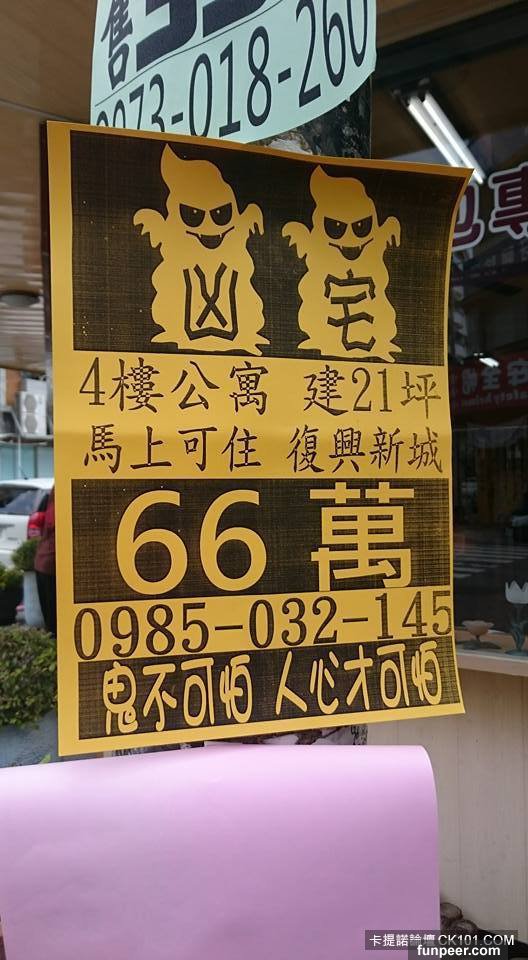 售
0973-018-260
凶宅
4樓公寓 建21坪
馬上可住 復興新城
66 萬
0985-032-145
鬼不可怕 人心才可怕
專
卡提諾論壇 CK101.COM
funpeer.com